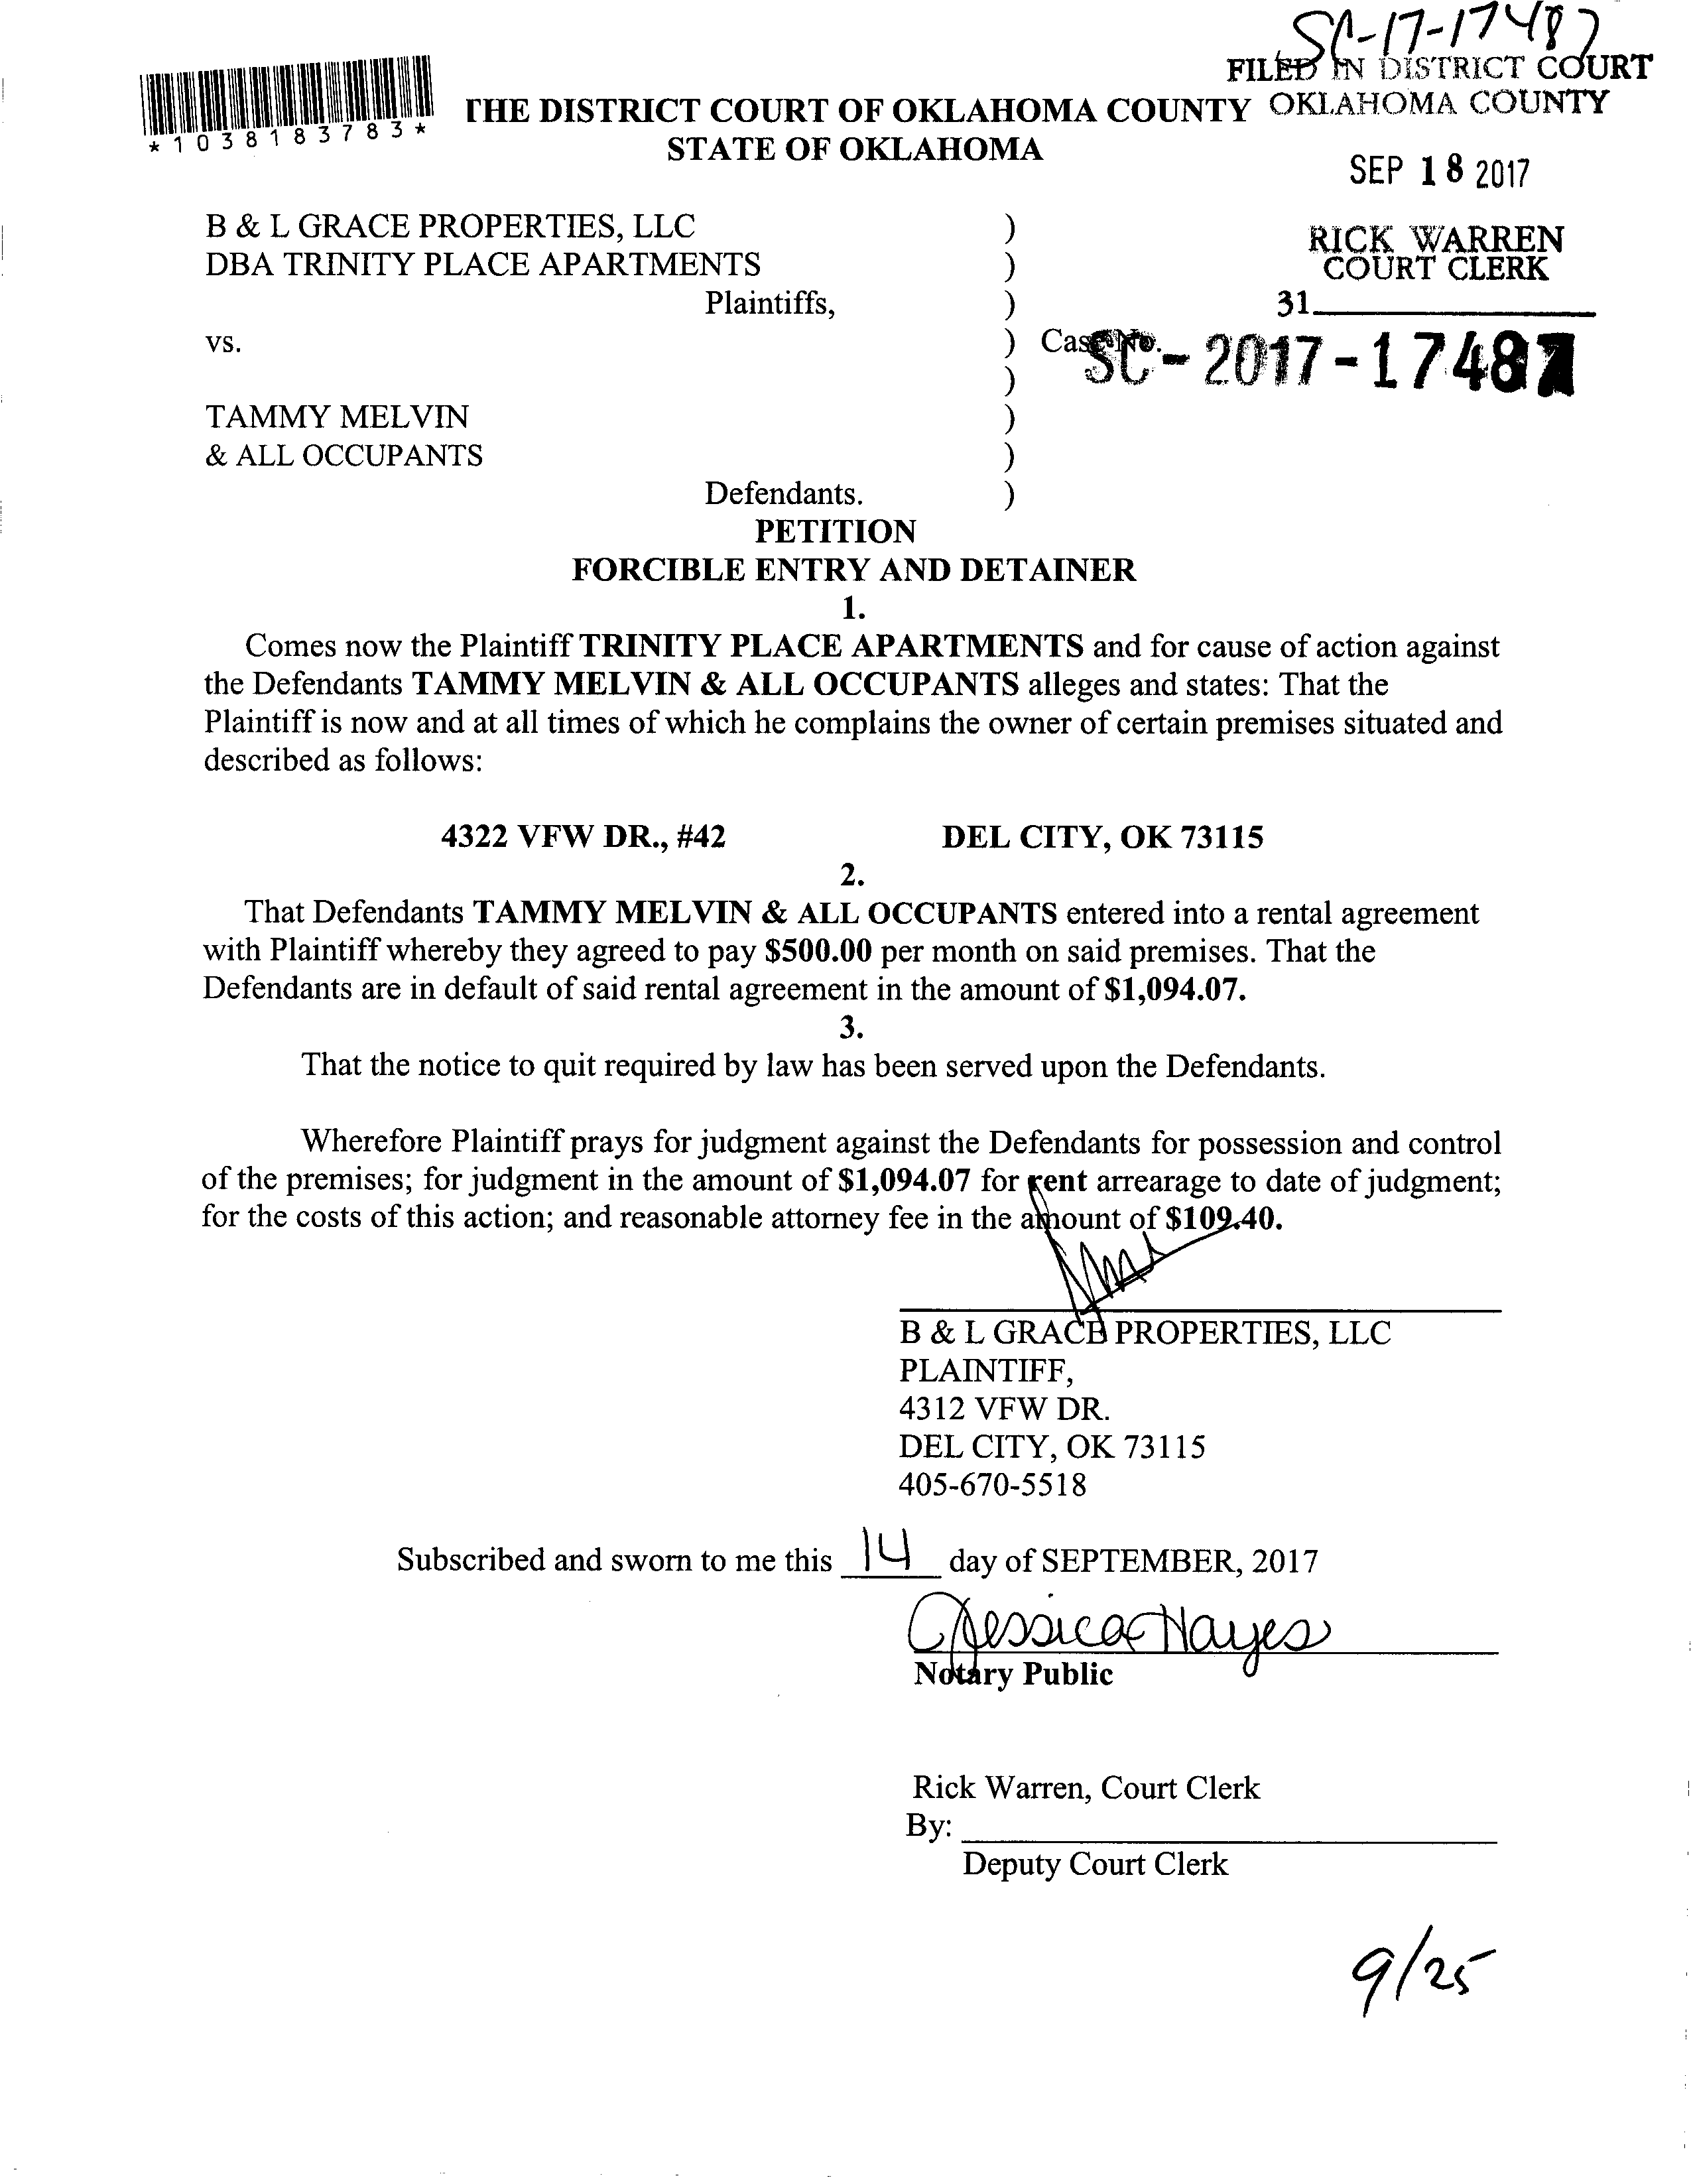 SC-17-17487
FILED IN DISTRICT COURT
OKLAHOMA COUNTY
*1038183783*
THE DISTRICT COURT OF OKLAHOMA COUNTY
STATE OF OKLAHOMA
SEP 18 2017
B & L GRACE PROPERTIES, LLC )
DBA TRINITY PLACE APARTMENTS )
RICK WARREN
COURT CLERK
Plaintiffs, )
31
vs. ) Case No.
SC-2017-17487
)
TAMMY MELVIN )
& ALL OCCUPANTS )
Defendants. )
PETITION
FORCIBLE ENTRY AND DETAINER
1.
Comes now the Plaintiff TRINITY PLACE APARTMENTS and for cause of action against
the Defendants TAMMY MELVIN & ALL OCCUPANTS alleges and states: That the
Plaintiff is now and at all times of which he complains the owner of certain premises situated and
described as follows:
4322 VFW DR., #42 DEL CITY, OK 73115
2.
That Defendants TAMMY MELVIN & ALL OCCUPANTS entered into a rental agreement
with Plaintiff whereby they agreed to pay $500.00 per month on said premises. That the
Defendants are in default of said rental agreement in the amount of $1,094.07.
3.
That the notice to quit required by law has been served upon the Defendants.
Wherefore Plaintiff prays for judgment against the Defendants for possession and control
of the premises; for judgment in the amount of $1,094.07 for rent arrearage to date of judgment;
for the costs of this action; and reasonable attorney fee in the amount of $109.40.
B & L GRACE PROPERTIES, LLC
PLAINTIFF,
4312 VFW DR.
DEL CITY, OK 73115
405-670-5518
Subscribed and sworn to me this 14 day of SEPTEMBER, 2017
Jessica Hayes
Notary Public
Rick Warren, Court Clerk
By:
Deputy Court Clerk
9/25